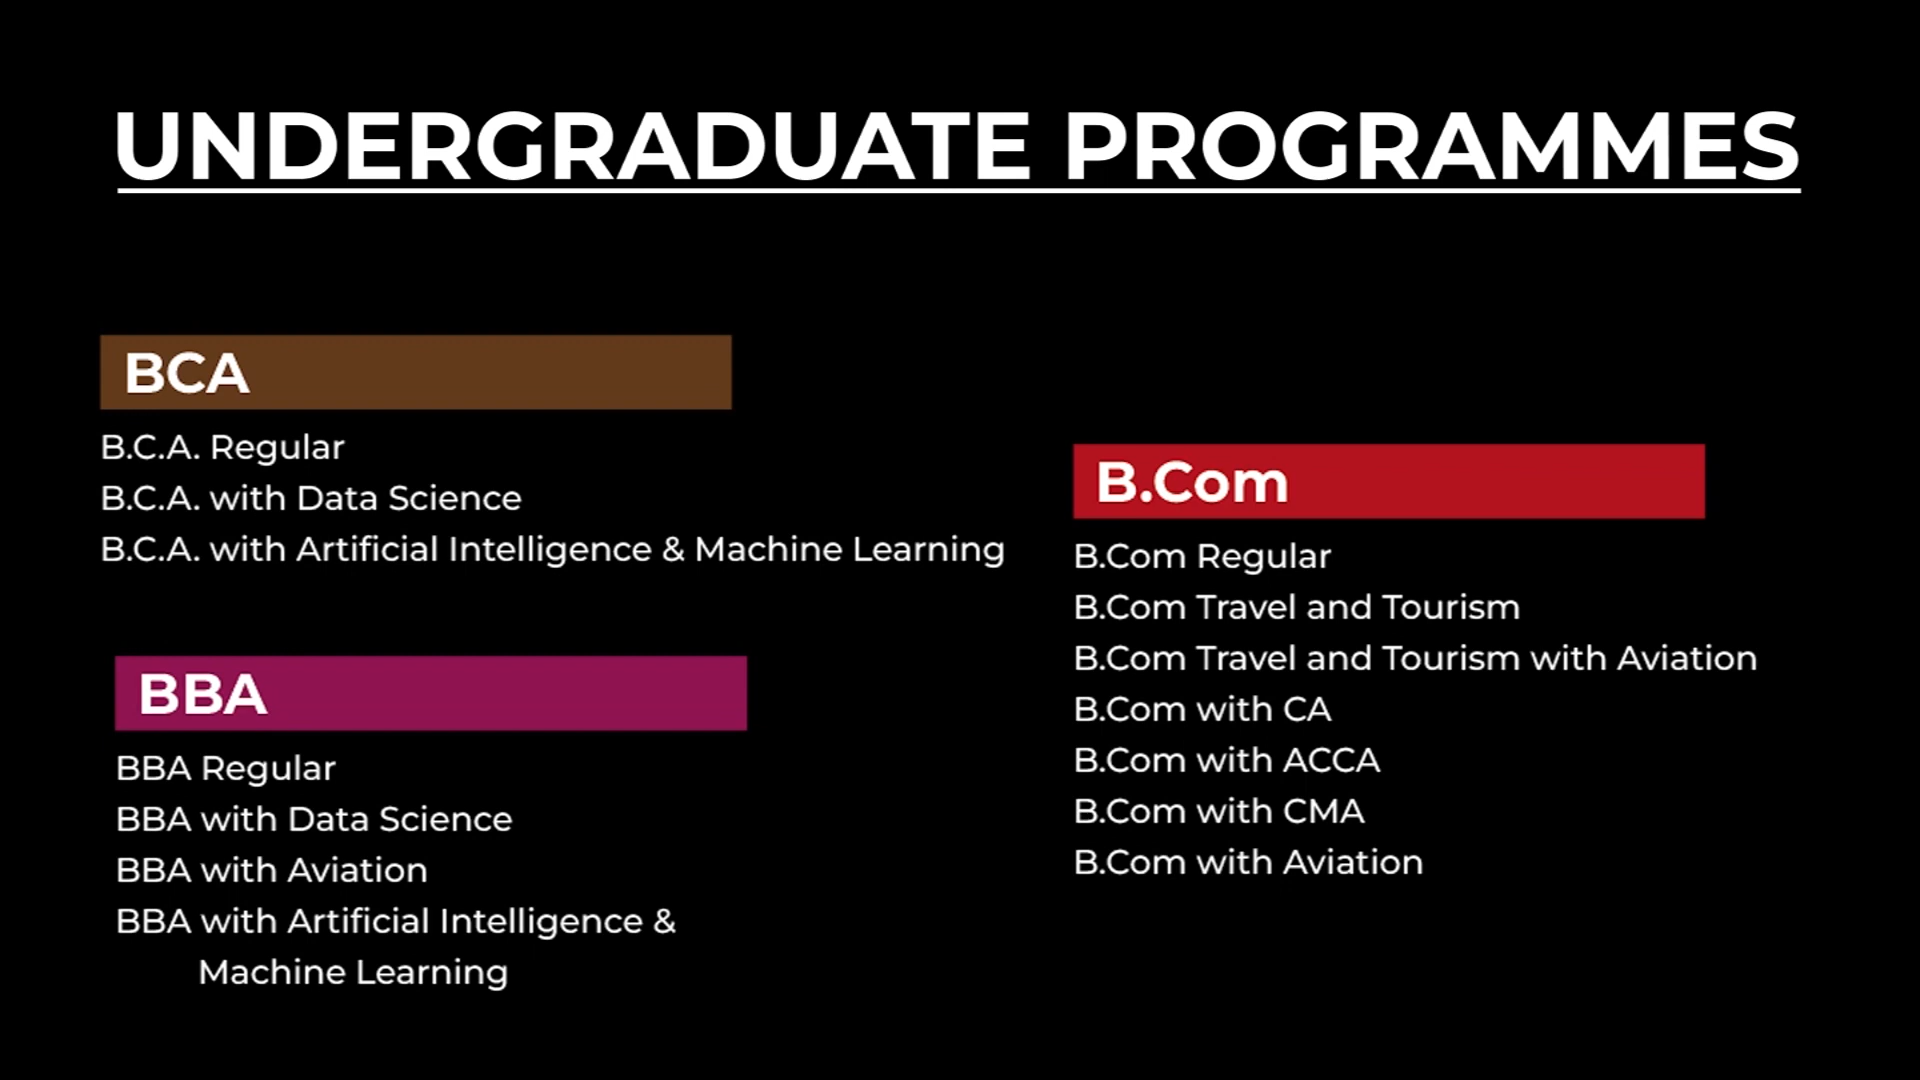 UNDERGRADUATE PROGRAMMES
BCA
B.C.A. Regular
B.C.A. with Data Science
B.C.A. with Artificial Intelligence & Machine Learning
BBA
BBA Regular
BBA with Data Science
BBA with Aviation
BBA with Artificial Intelligence &
Machine Learning
B.Com
B.Com Regular
B.Com Travel and Tourism
B.Com Travel and Tourism with Aviation
B.Com with CA
B.Com with ACCA
B.Com with CMA
B.Com with Aviation